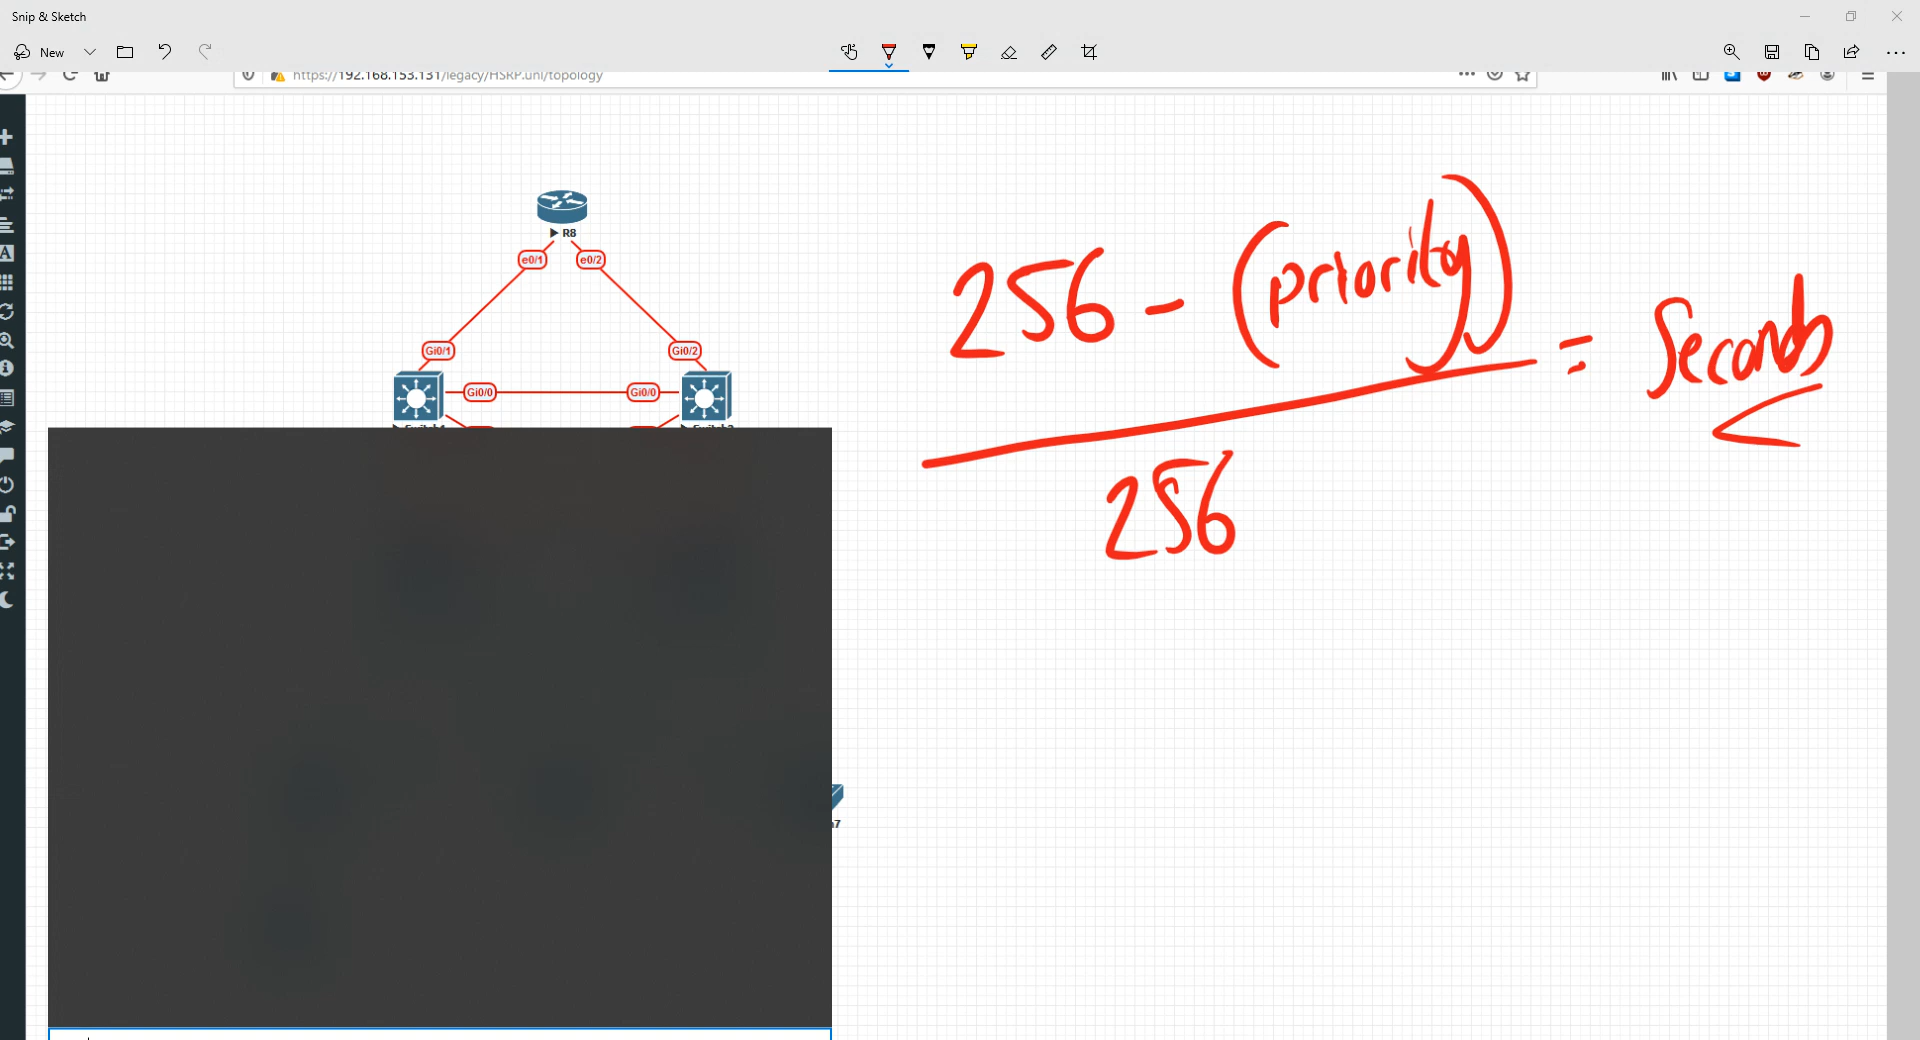 Snip & Sketch
New
https://192.168.153.131/legacy/HSRP.unl/topology
R8
e0/1
e0/2
Gi0/1
Gi0/2
Gi0/0
Gi0/0
256 - (priority)
= Seconds
256